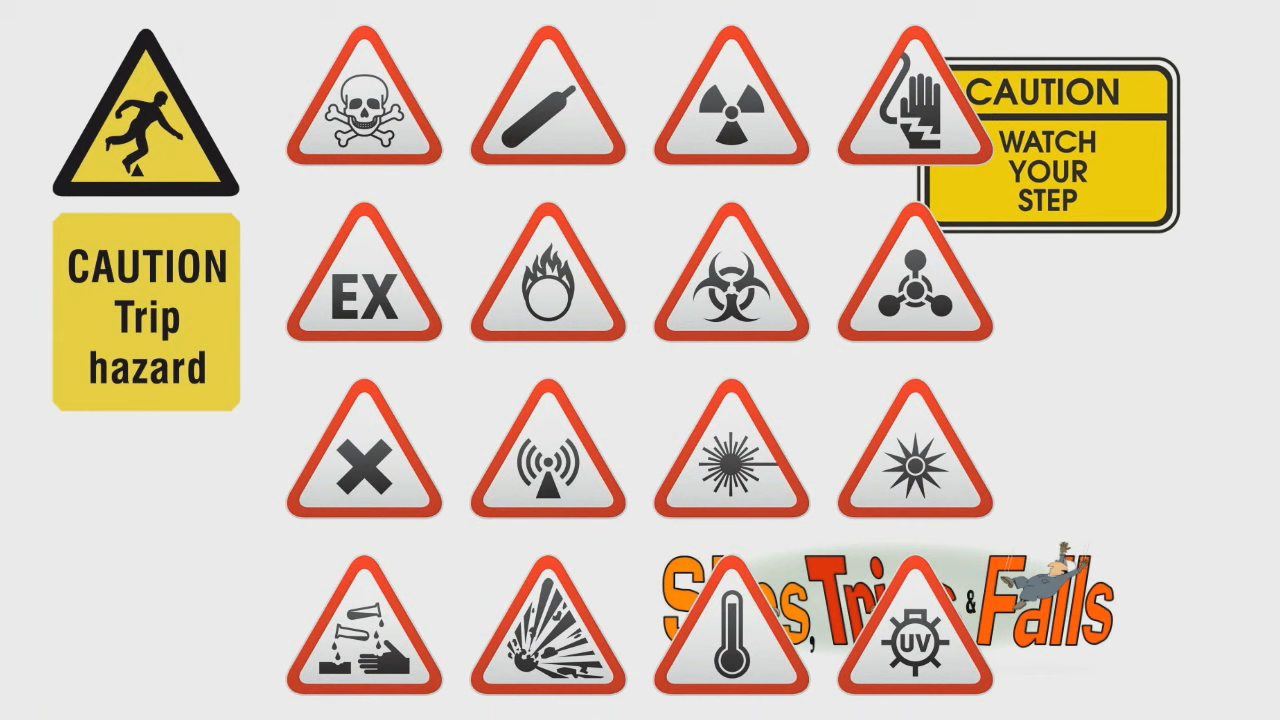 CAUTION
WATCH
YOUR
STEP
CAUTION
Trip
hazard
EX
& Falls
UV